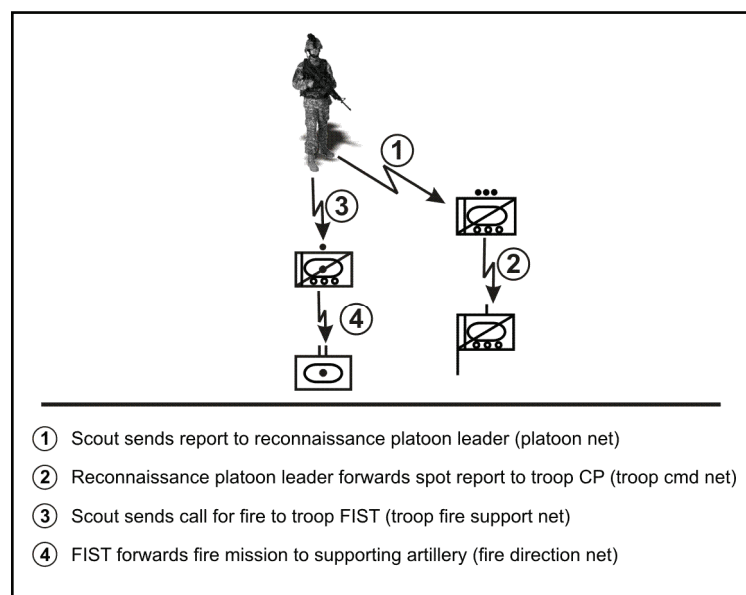 1
3
2
4
1 Scout sends report to reconnaissance platoon leader (platoon net)
2 Reconnaissance platoon leader forwards spot report to troop CP (troop cmd net)
3 Scout sends call for fire to troop FIST (troop fire support net)
4 FIST forwards fire mission to supporting artillery (fire direction net)